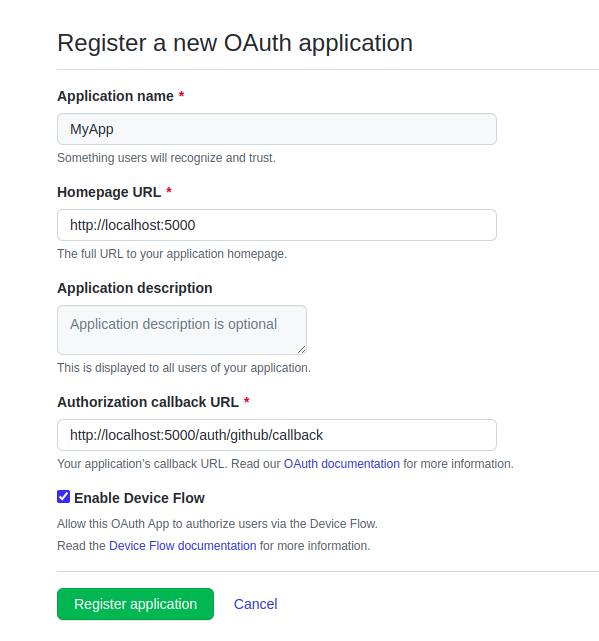 Register a new OAuth application
Application name *
MyApp
Something users will recognize and trust.
Homepage URL *
http://localhost:5000
The full URL to your application homepage.
Application description
Application description is optional
This is displayed to all users of your application.
Authorization callback URL *
http://localhost:5000/auth/github/callback
Your application’s callback URL. Read our OAuth documentation for more information.
Enable Device Flow
Allow this OAuth App to authorize users via the Device Flow.
Read the Device Flow documentation for more information.
Register application Cancel